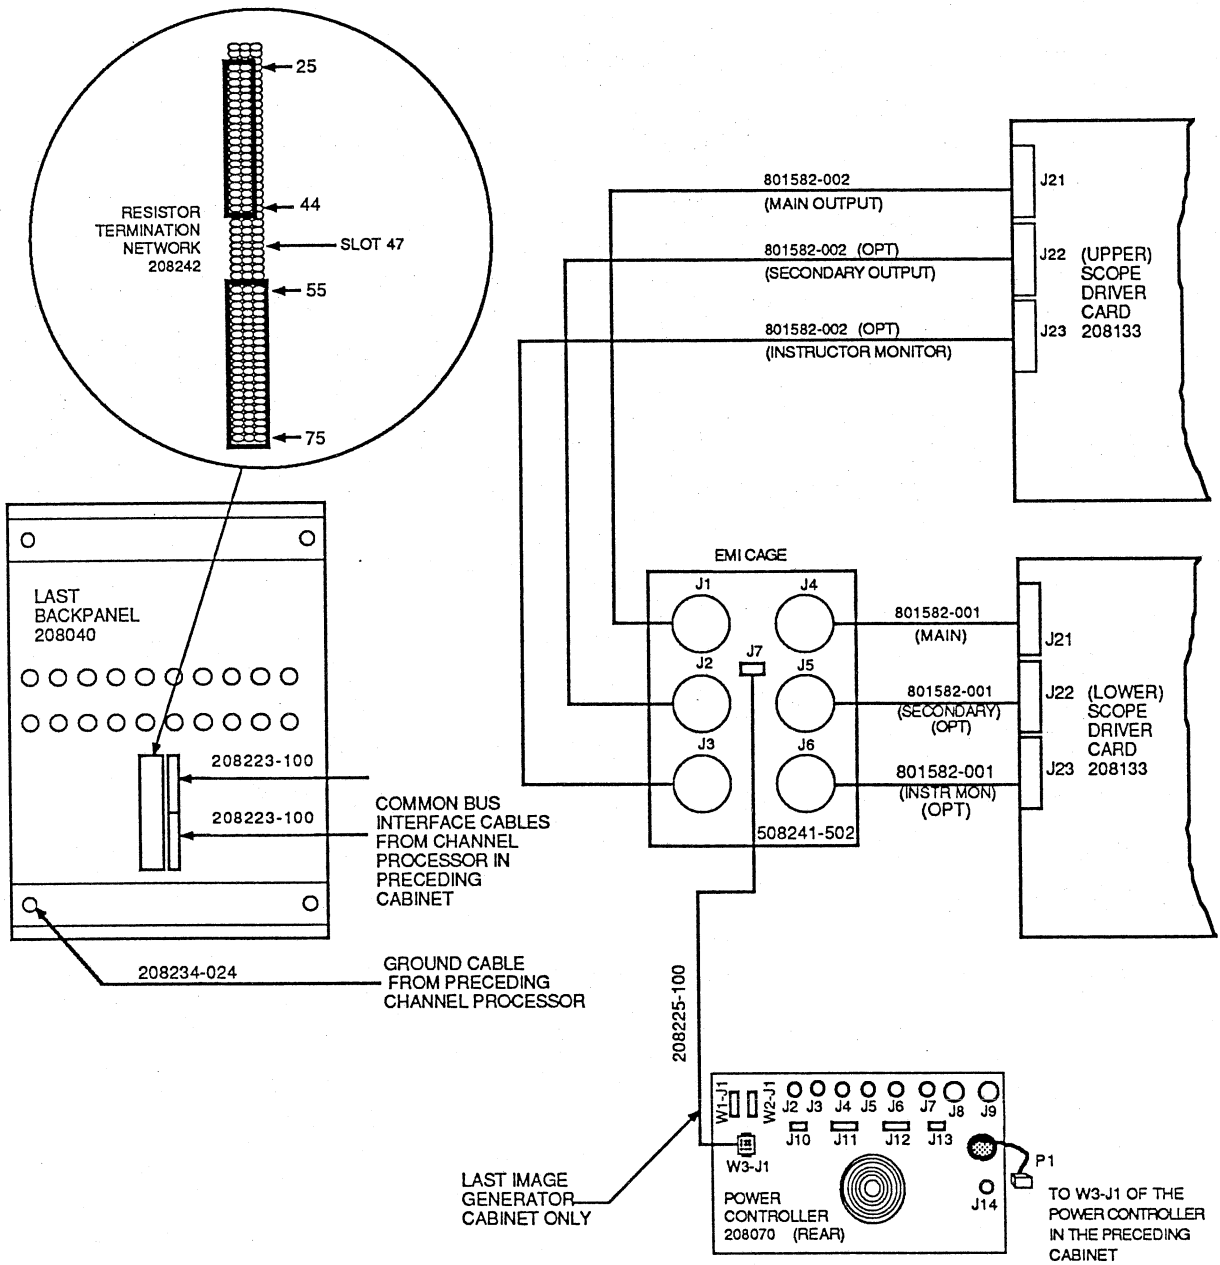 25
44
RESISTOR
TERMINATION
NETWORK
208242
SLOT 47
55
75
801582-002
(MAIN OUTPUT)
801582-002 (OPT)
(SECONDARY OUTPUT)
801582-002 (OPT)
(INSTRUCTOR MONITOR)
J21
J22
J23
(UPPER)
SCOPE
DRIVER
CARD
208133
LAST
BACKPANEL
208040
208223-100
208223-100
COMMON BUS
INTERFACE CABLES
FROM CHANNEL
PROCESSOR IN
PRECEDING
CABINET
208234-024
GROUND CABLE
FROM PRECEDING
CHANNEL PROCESSOR
EMI CAGE
J1
J4
J7
J2
J5
J3
J6
508241-502
801582-001
(MAIN)
801582-001
(SECONDARY)
(OPT)
801582-001
(INSTR MON)
(OPT)
J21
J22
J23
(LOWER)
SCOPE
DRIVER
CARD
208133
208225-100
LAST IMAGE
GENERATOR
CABINET ONLY
W1-J1
W2-J1
J2
J3
J4
J5
J6
J7
J8
J9
J10
J11
J12
J13
W3-J1
P1
J14
POWER
CONTROLLER
208070 (REAR)
TO W3-J1 OF THE
POWER CONTROLLER
IN THE PRECEDING
CABINET